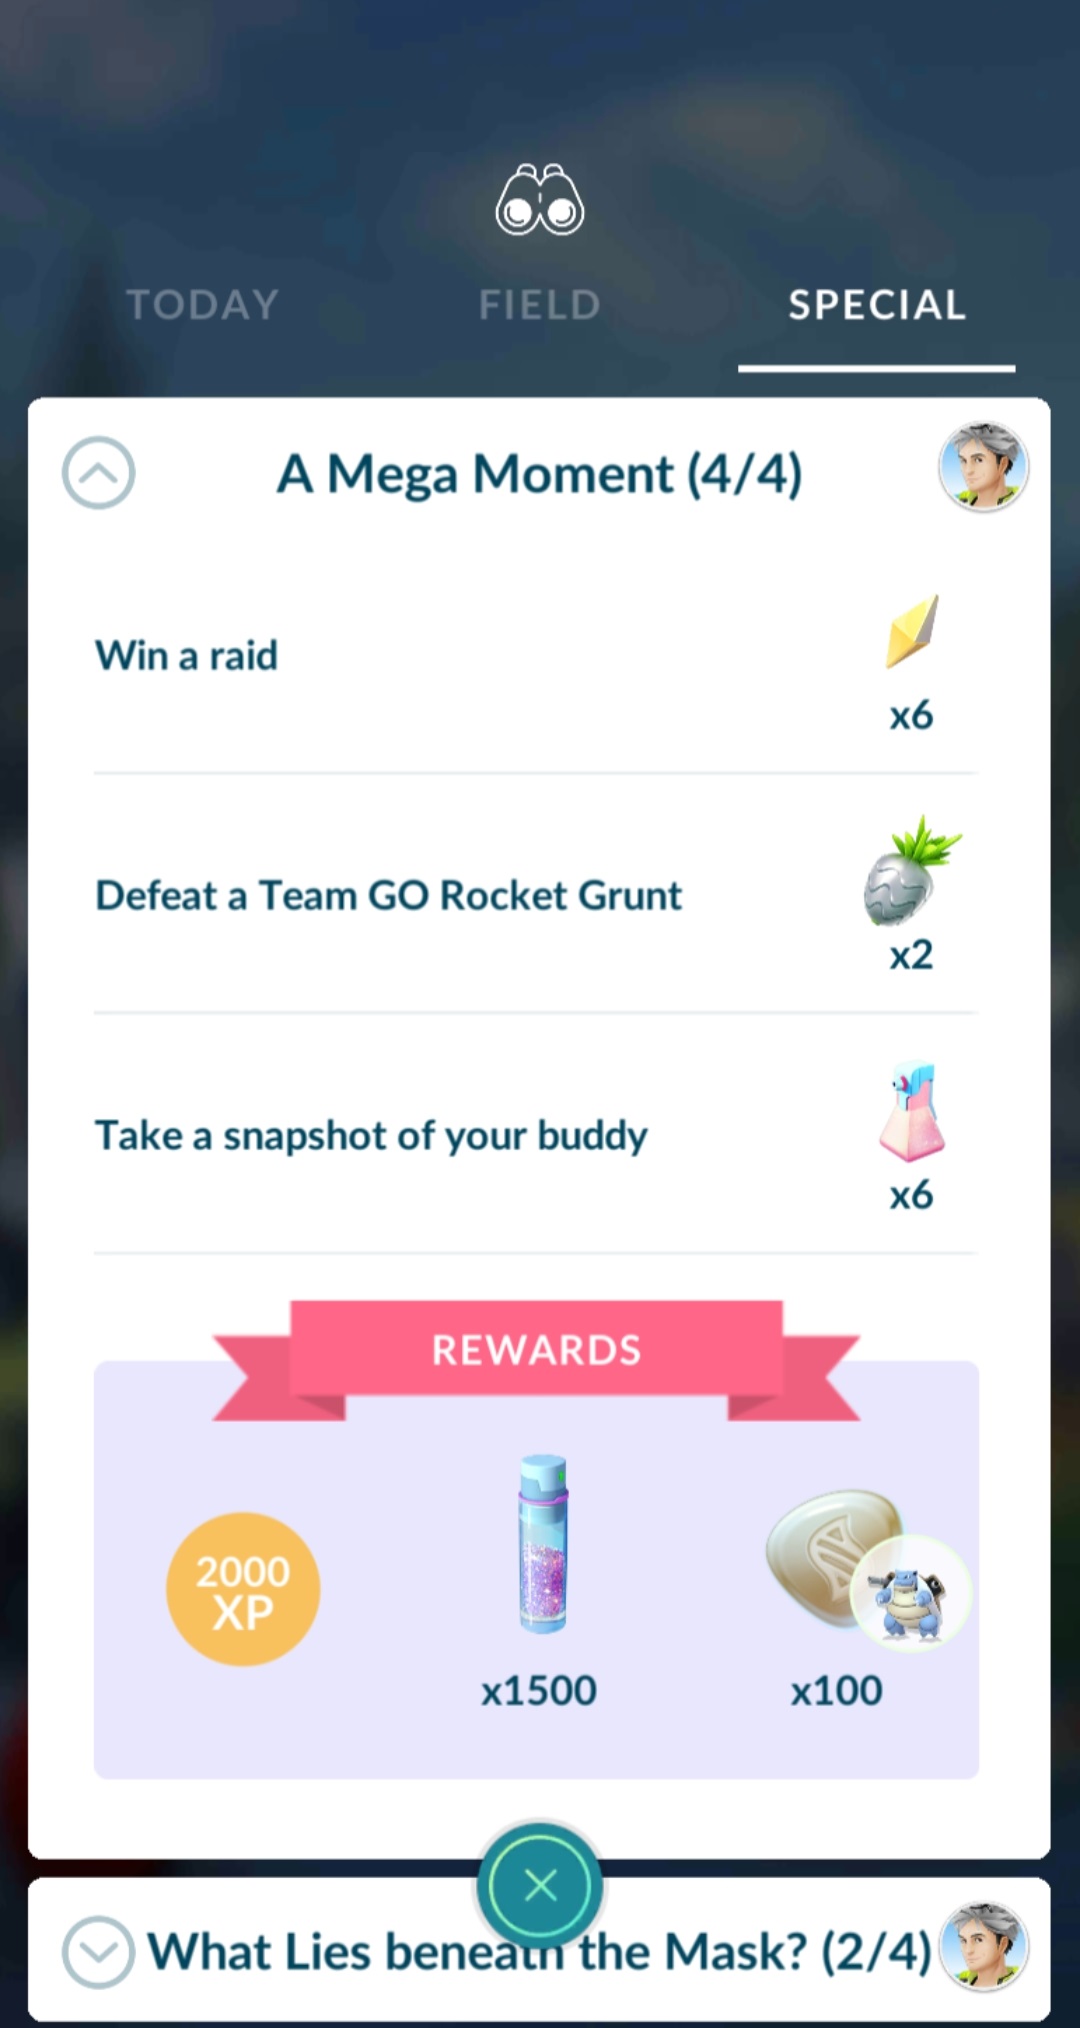 TODAY
FIELD
SPECIAL
A Mega Moment (4/4)
Win a raid
x6
Defeat a Team GO Rocket Grunt
x2
Take a snapshot of your buddy
x6
REWARDS
2000
XP
x1500
x100
What Lies beneath the Mask? (2/4)